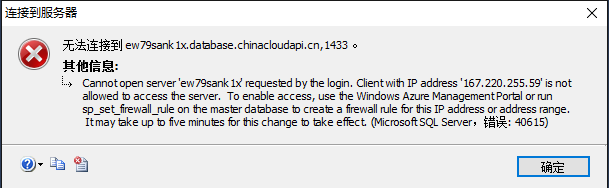 连接到服务器
无法连接到 ew79sank1x.database.chinacloudapi.cn,1433。
其他信息:
Cannot open server 'ew79sank1x' requested by the login. Client with IP address '167.220.255.59' is not
allowed to access the server. To enable access, use the Windows Azure Management Portal or run
sp_set_firewall_rule on the master database to create a firewall rule for this IP address or address range.
It may take up to five minutes for this change to take effect. (Microsoft SQL Server，错误: 40615)
确定